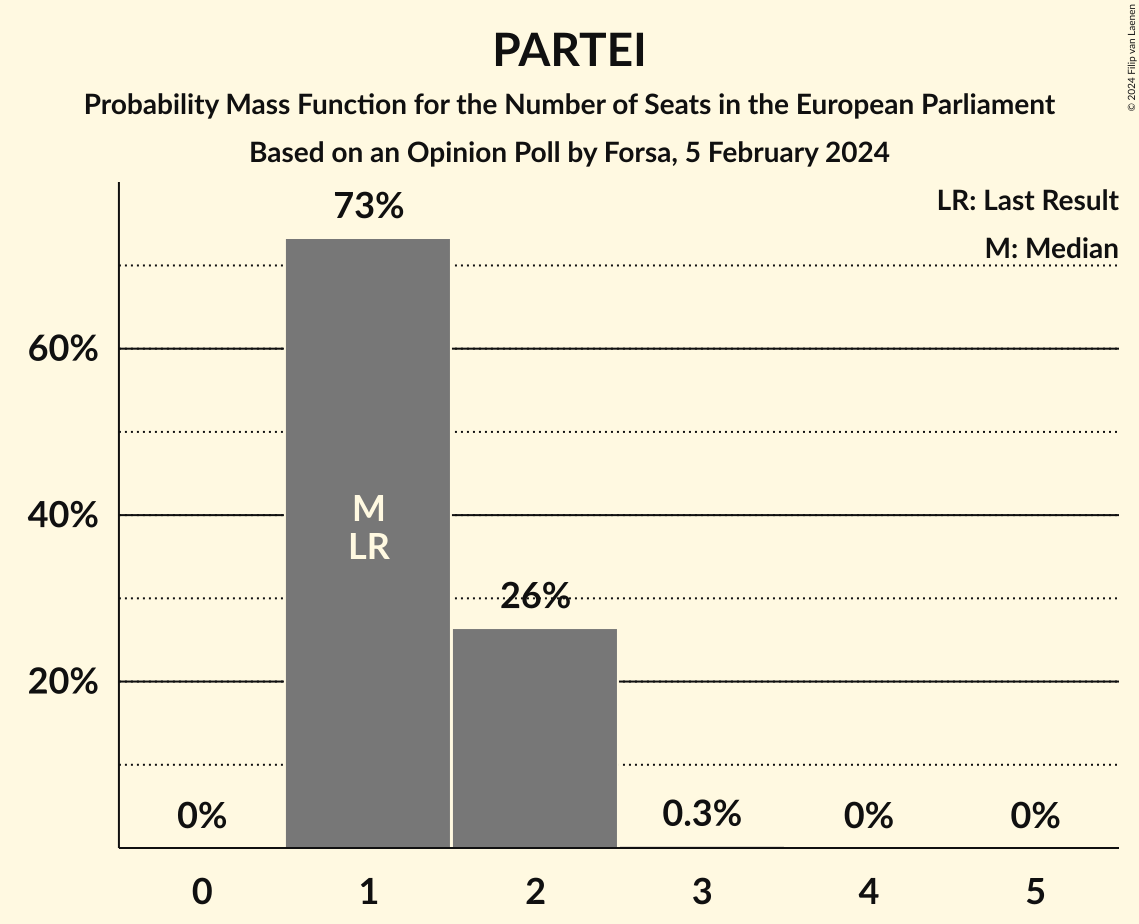 PARTEI
Probability Mass Function for the Number of Seats in the European Parliament
Based on an Opinion Poll by Forsa, 5 February 2024
© 2024 Filip van Laenen
LR: Last Result
M: Median
73%
60%
40%
20%
M
LR
26%
0%
0.3%
0%
0%
0
1
2
3
4
5